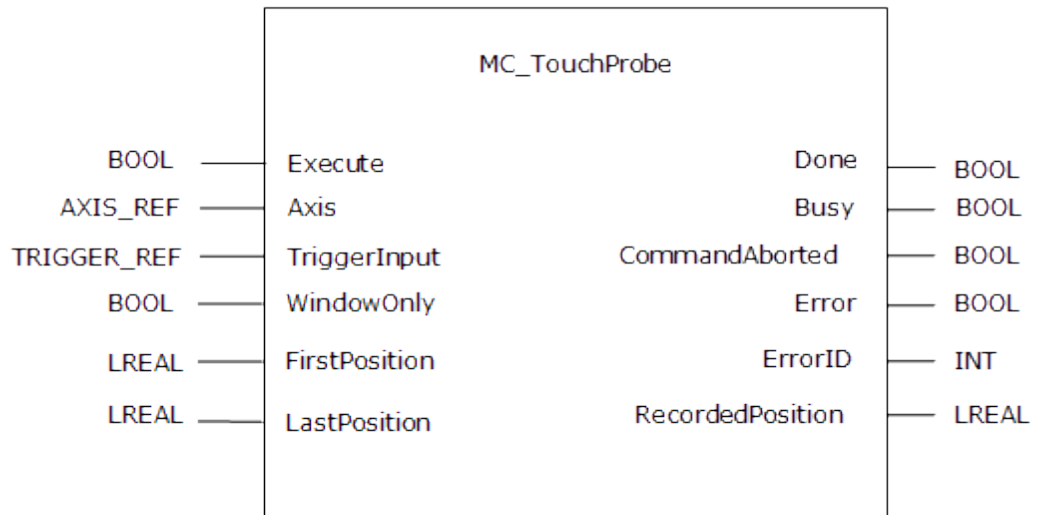 MC_TouchProbe
BOOL Execute Done BOOL
AXIS_REF Axis Busy BOOL
TRIGGER_REF TriggerInput CommandAborted BOOL
BOOL WindowOnly Error BOOL
LREAL FirstPosition ErrorID INT
LREAL LastPosition RecordedPosition LREAL